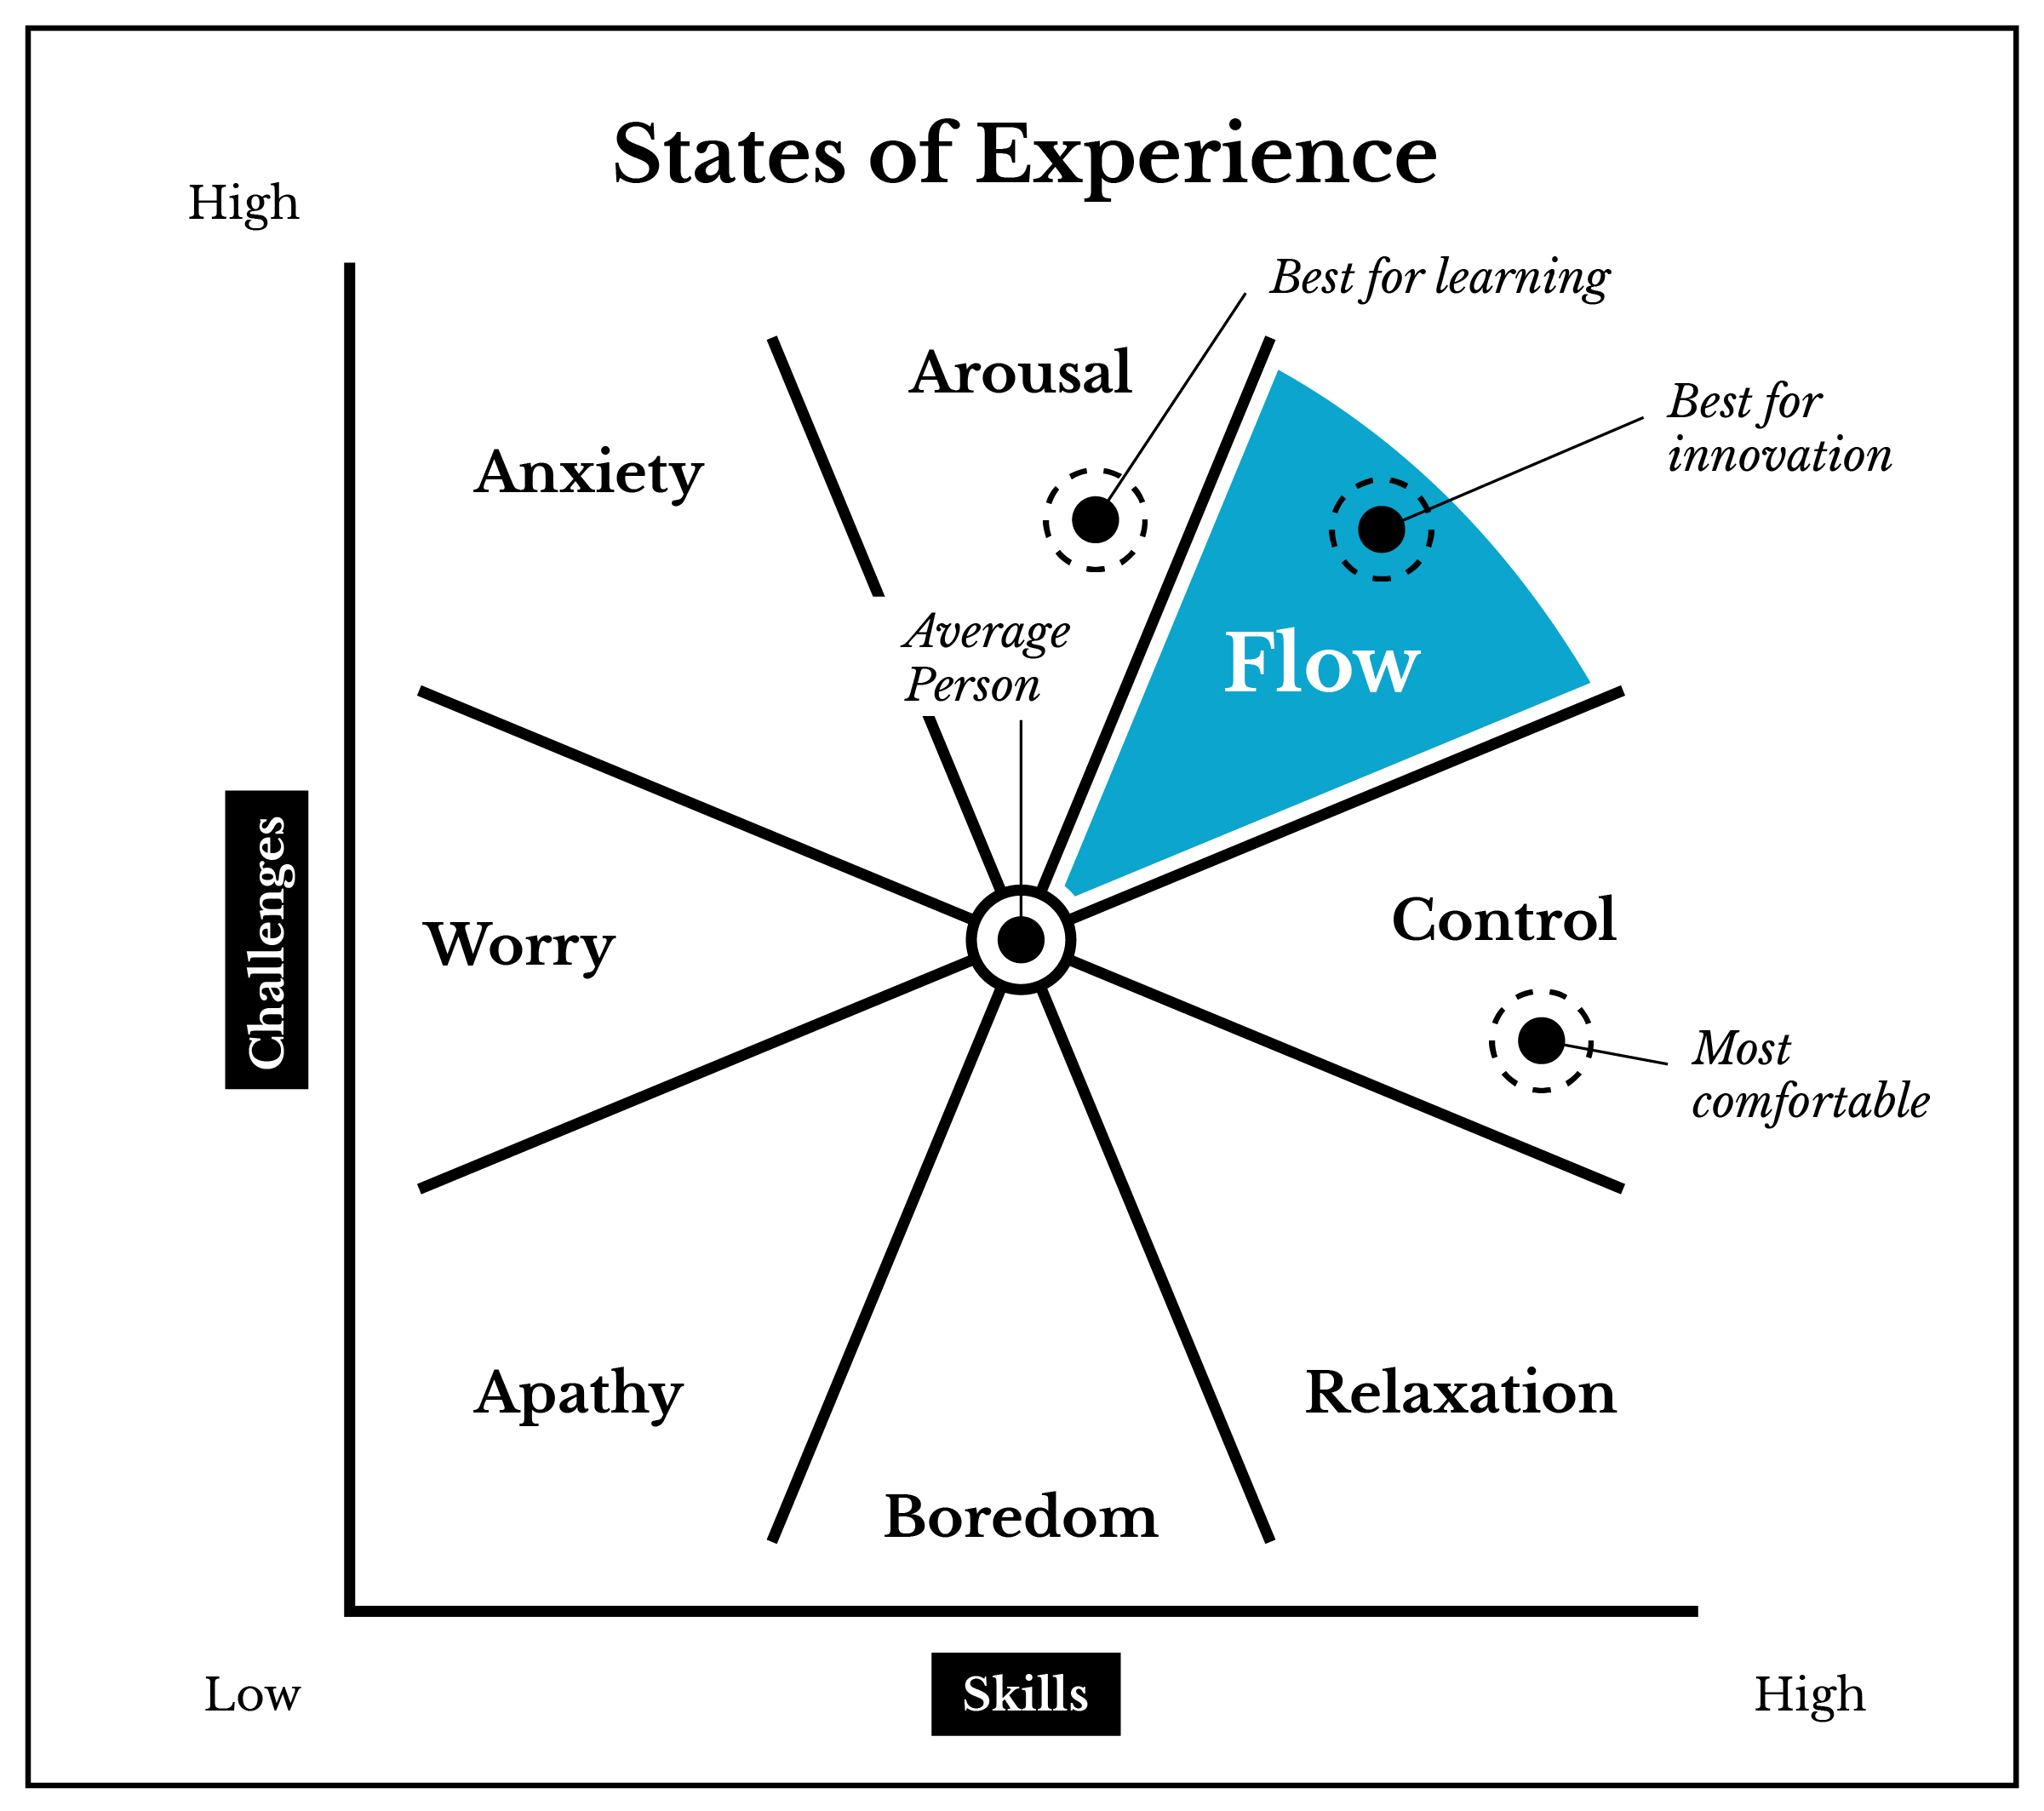 States of Experience
High
Best for learning
Arousal
Best for
innovation
Anxiety
Average
Person
Flow
Challenges
Worry
Control
Most
comfortable
Apathy
Relaxation
Boredom
Low
Skills
High